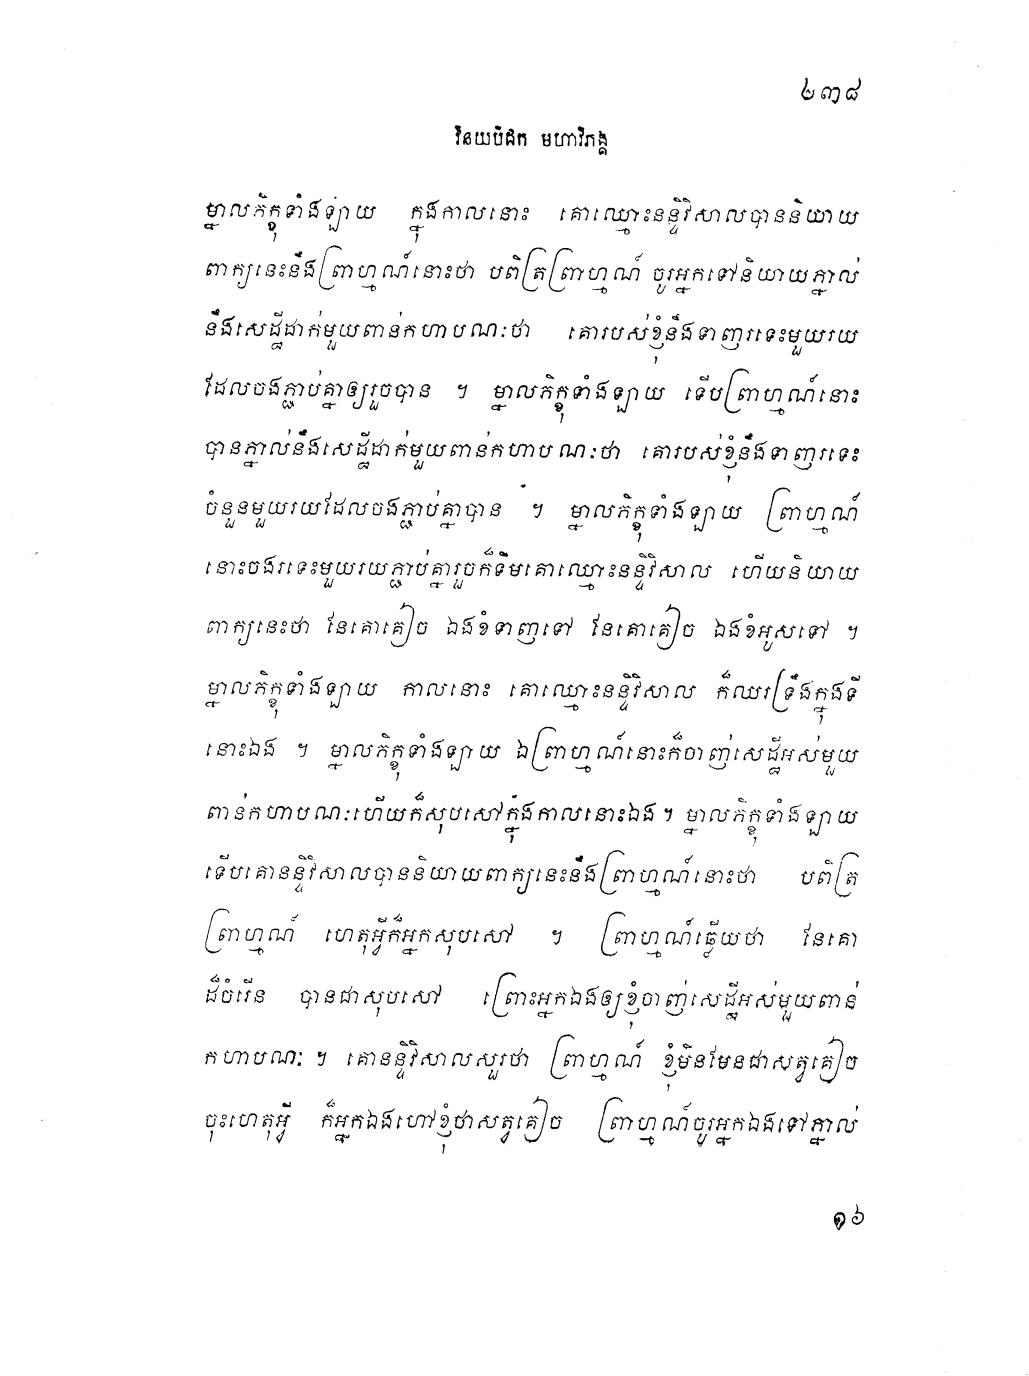 ២៣៨
វិនយបិដក មហាវិភង្គ
ម្នាលភិក្ខុទាំងឡាយ ក្នុងកាលនោះ គោឈ្មោះនន្ទិវិសាលបាននិយាយ
ពាក្យនេះនឹងព្រាហ្មណ៍នោះថា បពិត្រព្រាហ្មណ៍ ចូរអ្នកទៅនិយាយភ្នាល់
នឹងសេដ្ឋីដាក់មួយពាន់កហាបណៈថា គោរបស់ខ្ញុំនឹងទាញរទេះមួយរយ
ដែលចងភ្ជាប់គ្នាឲ្យរួចបាន ។ ម្នាលភិក្ខុទាំងឡាយ ទើបព្រាហ្មណ៍នោះ
បានភ្នាល់នឹងសេដ្ឋីដាក់មួយពាន់កហាបណៈថា គោរបស់ខ្ញុំនឹងទាញរទេះ
ចំនួនមួយរយដែលចងភ្ជាប់គ្នាបាន ។ ម្នាលភិក្ខុទាំងឡាយ ព្រាហ្មណ៍
នោះចងរទេះមួយរយភ្ជាប់គ្នារួចក៏ទឹមគោឈ្មោះនន្ទិវិសាល ហើយនិយាយ
ពាក្យនេះថា នែគោគៀច ឯងខំទាញទៅ នែគោគៀច ឯងខំអូសទៅ ។
ម្នាលភិក្ខុទាំងឡាយ កាលនោះ គោឈ្មោះនន្ទិវិសាល ក៏ឈរទ្រឹងក្នុងទី
នោះឯង ។ ម្នាលភិក្ខុទាំងឡាយ ឯព្រាហ្មណ៍នោះក៏ចាញ់សេដ្ឋីអស់មួយ
ពាន់កហាបណៈហើយក៏សុបសៅក្នុងកាលនោះឯង ។ ម្នាលភិក្ខុទាំងឡាយ
ទើបគោនន្ទិវិសាលបាននិយាយពាក្យនេះនឹងព្រាហ្មណ៍នោះថា បពិត្រ
ព្រាហ្មណ៍ ហេតុអ្វីក៏អ្នកសុបសៅ ។ ព្រាហ្មណ៍ឆ្លើយថា នែគោ
ដ៏ចំរើន បានជាសុបសៅ ព្រោះអ្នកឯងឲ្យខ្ញុំចាញ់សេដ្ឋីអស់មួយពាន់
កហាបណៈ ។ គោនន្ទិវិសាលសួរថា ព្រាហ្មណ៍ ខ្ញុំមិនមែនជាសត្វគៀច
ចុះហេតុអ្វី ក៏អ្នកឯងហៅខ្ញុំថាសត្វគៀច ព្រាហ្មណ៍ចូរអ្នកឯងទៅភ្នាល់
១៦